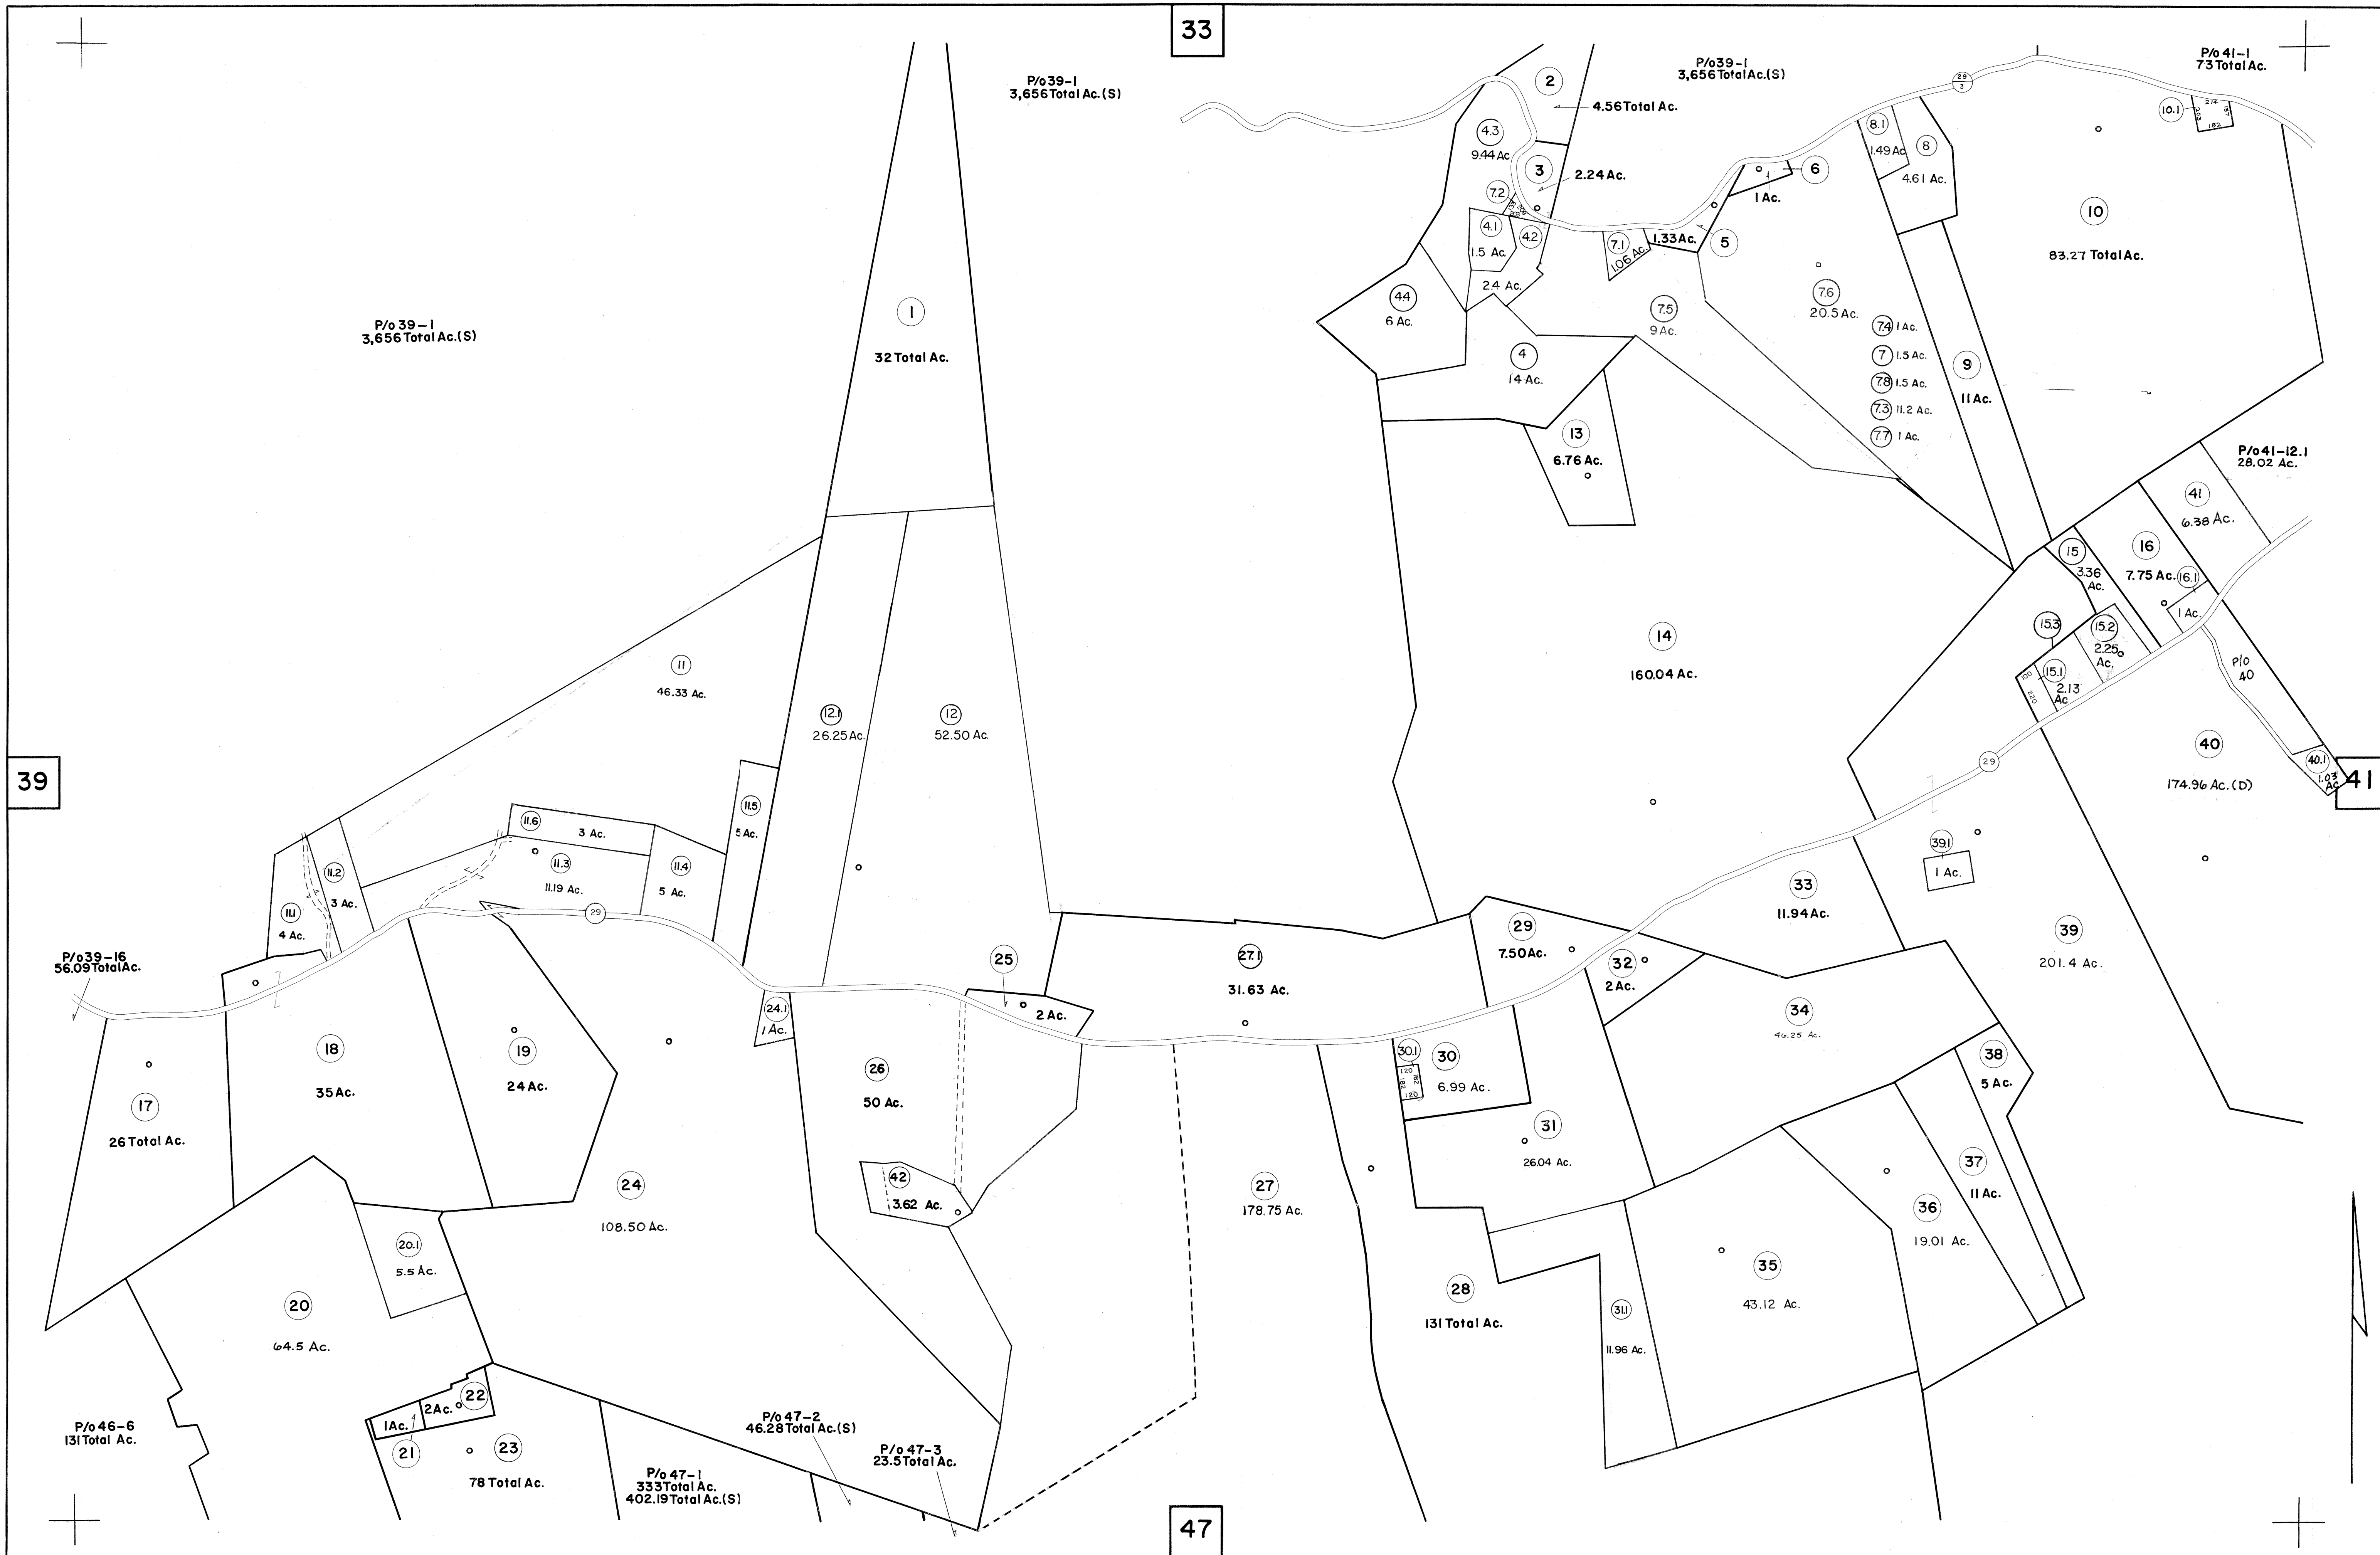 33
P/o 39-1
3,656 Total Ac.(S)
P/o 39-1
3,656 Total Ac.(S)
P/o 41-1
73 Total Ac.
2
4.56 Total Ac.
29
3
10.1
214
203
157
182
4.3
9.44 Ac.
8.1
1.49 Ac
8
4.61 Ac.
3
2.24 Ac.
6
1 Ac.
7.2
209
4.1
1.5 Ac.
4.2
2.4 Ac.
7.1
1.06 Ac.
1.33 Ac.
5
10
83.27 Total Ac.
4.4
6 Ac.
7.5
9 Ac.
7.6
20.5 Ac.
7.4 1 Ac.
7 1.5 Ac.
7.8 1.5 Ac.
7.3 11.2 Ac.
7.7 1 Ac.
9
11 Ac.
P/o 39-1
3,656 Total Ac.(S)
1
32 Total Ac.
4
14 Ac.
13
6.76 Ac.
P/o 41-12.1
28.02 Ac.
41
6.38 Ac.
15
3.36
Ac.
16
7.75 Ac.
16.1
1 Ac.
14
160.04 Ac.
15.3
15.2
2.25
Ac.
15.1
2.13
Ac
100
220
P/o
40
11
46.33 Ac.
12.1
26.25 Ac.
12
52.50 Ac.
40
174.96 Ac.(D)
40.1
1.03
Ac
29
39
41
11.6
3 Ac.
11.5
5 Ac.
11.3
11.19 Ac.
11.4
5 Ac.
11.2
3 Ac.
11.1
4 Ac.
29
39.1
1 Ac.
33
11.94 Ac.
39
201.4 Ac.
P/o 39-16
56.09 Total Ac.
25
2 Ac.
27.1
31.63 Ac.
29
7.50 Ac.
32
2 Ac.
34
46.25 Ac.
24.1
1 Ac.
18
35 Ac.
19
24 Ac.
26
50 Ac.
30.1
120
182
182
120
30
6.99 Ac.
38
5 Ac.
17
26 Total Ac.
31
26.04 Ac.
37
11 Ac.
42
3.62 Ac.
24
108.50 Ac.
27
178.75 Ac.
36
19.01 Ac.
20.1
5.5 Ac.
20
64.5 Ac.
28
131 Total Ac.
35
43.12 Ac.
31.1
11.96 Ac.
22
2 Ac.
1 Ac.
21
23
78 Total Ac.
P/o 46-6
131 Total Ac.
P/o 47-2
46.28 Total Ac.(S)
P/o 47-3
23.5 Total Ac.
P/o 47-1
333 Total Ac.
402.19 Total Ac.(S)
47